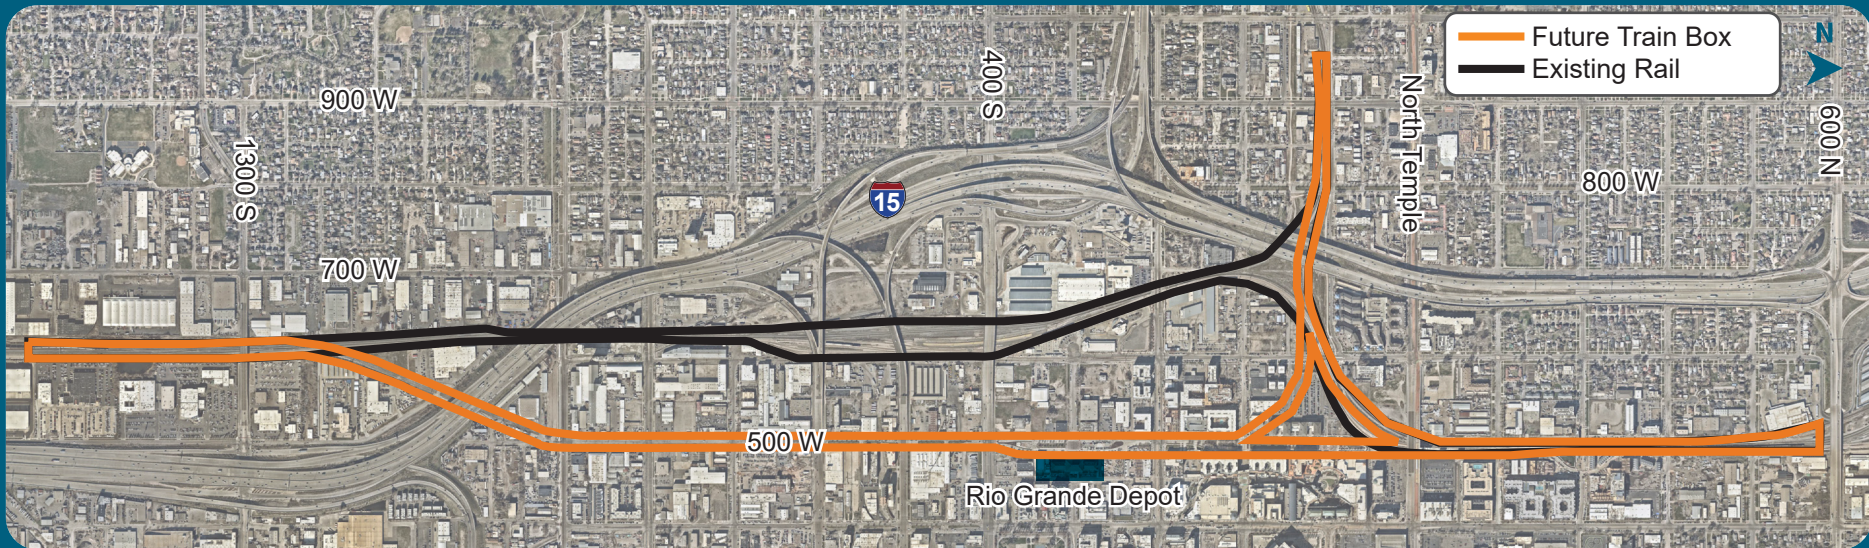 Future Train Box
Existing Rail
N
900 W
400 S
North Temple
600 N
1300 S
800 W
15
700 W
500 W
Rio Grande Depot